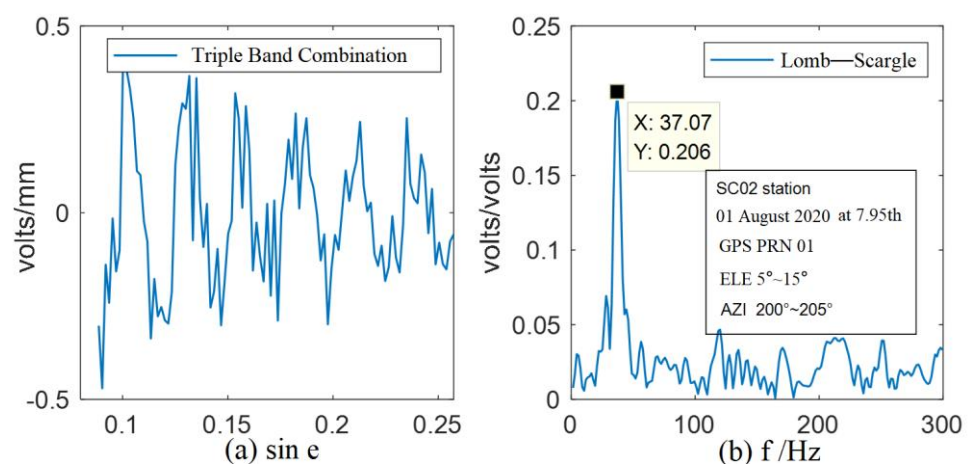 0.5
Triple Band Combination
0
-0.5
volts/mm
0.1 0.15 0.2 0.25
(a) sin e
0.25
Lomb—Scargle
0.2
X: 37.07
Y: 0.206
0.15
SC02 station
01 August 2020 at 7.95th
GPS PRN 01
ELE 5°~15°
AZI 200°~205°
0.1
0.05
0
volts/volts
0 100 200 300
(b) f /Hz